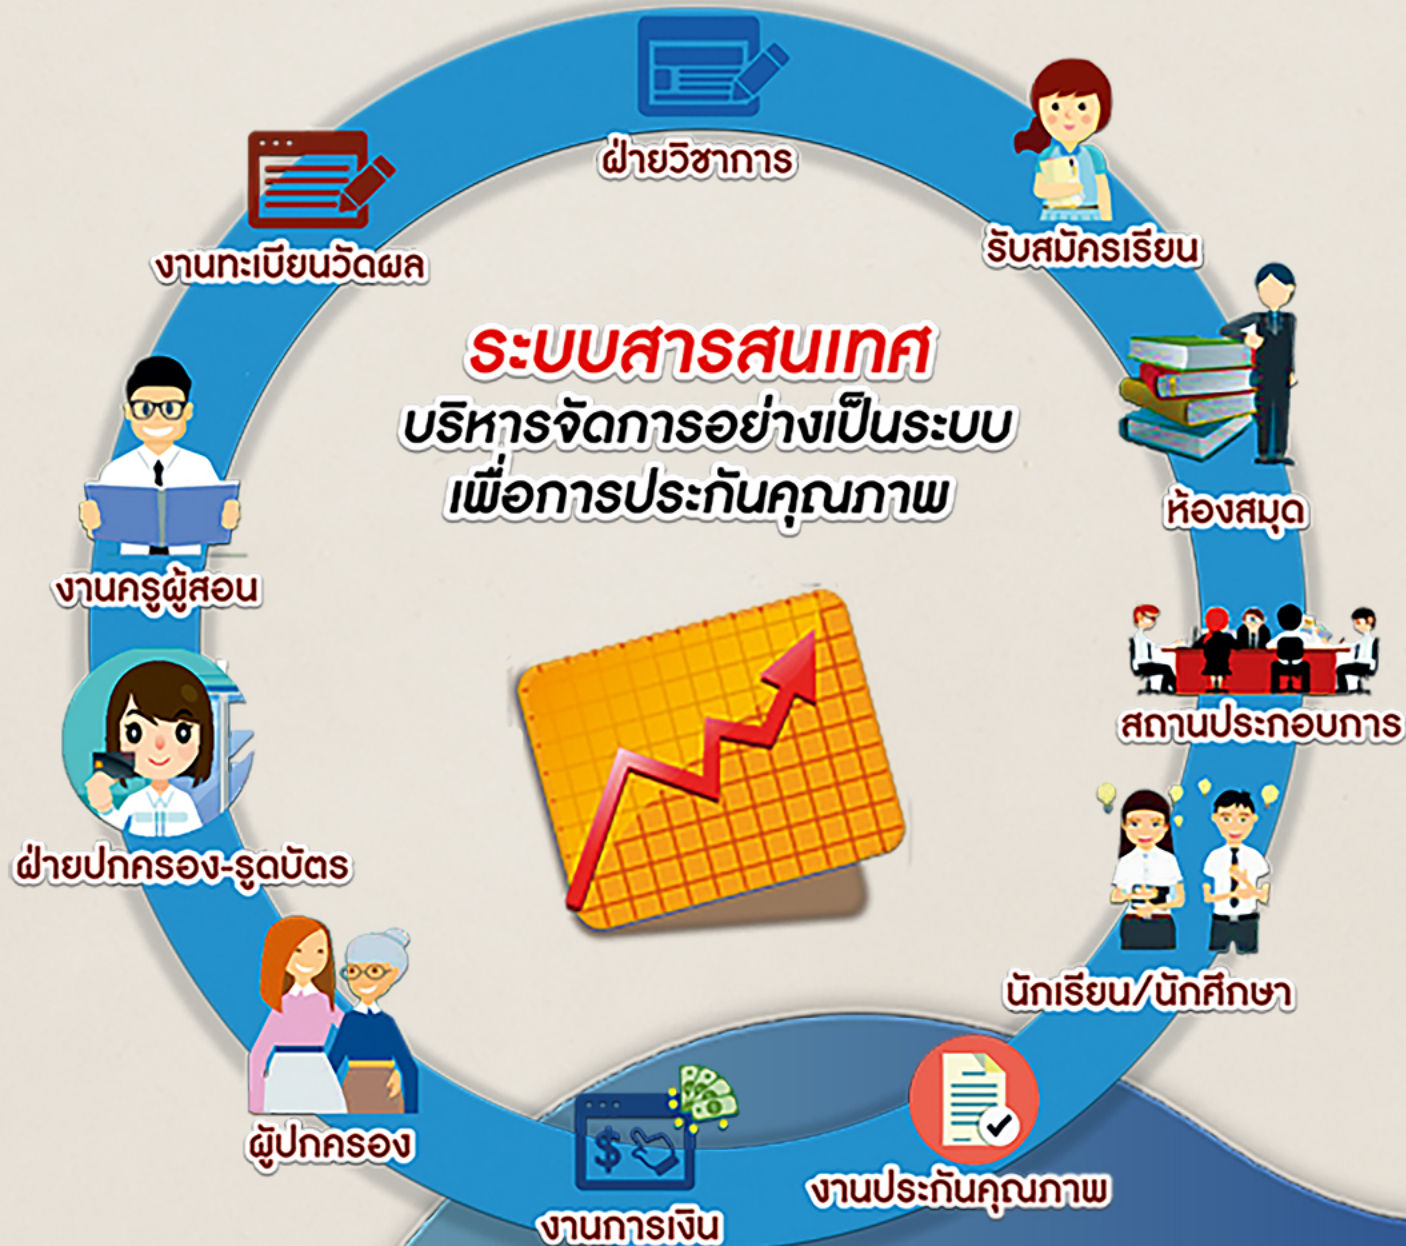 ฝ่ายวิชาการ
รับสมัครเรียน
งานทะเบียนวัดผล
ระบบสารสนเทศ
บริหารจัดการอย่างเป็นระบบ
เพื่อการประกันคุณภาพ
ห้องสมุด
งานครูผู้สอน
สถานประกอบการ
ฝ่ายปกครอง-รูดบัตร
นักเรียน/นักศึกษา
ผู้ปกครอง
งานประกันคุณภาพ
งานการเงิน